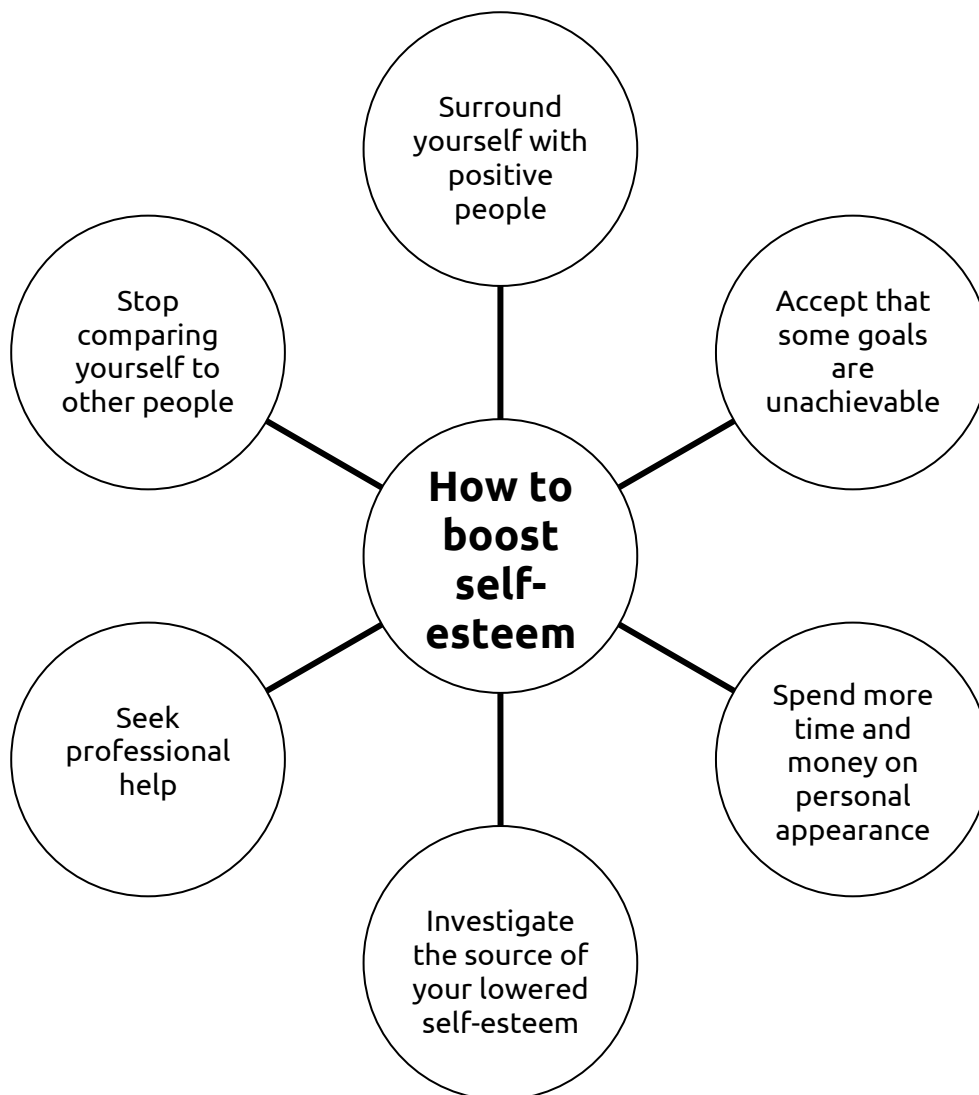 Surround
yourself with
positive
people
Stop
comparing
yourself to
other people
Accept that
some goals
are
unachievable
How to
boost
self-
esteem
Seek
professional
help
Spend more
time and
money on
personal
appearance
Investigate
the source of
your lowered
self-esteem